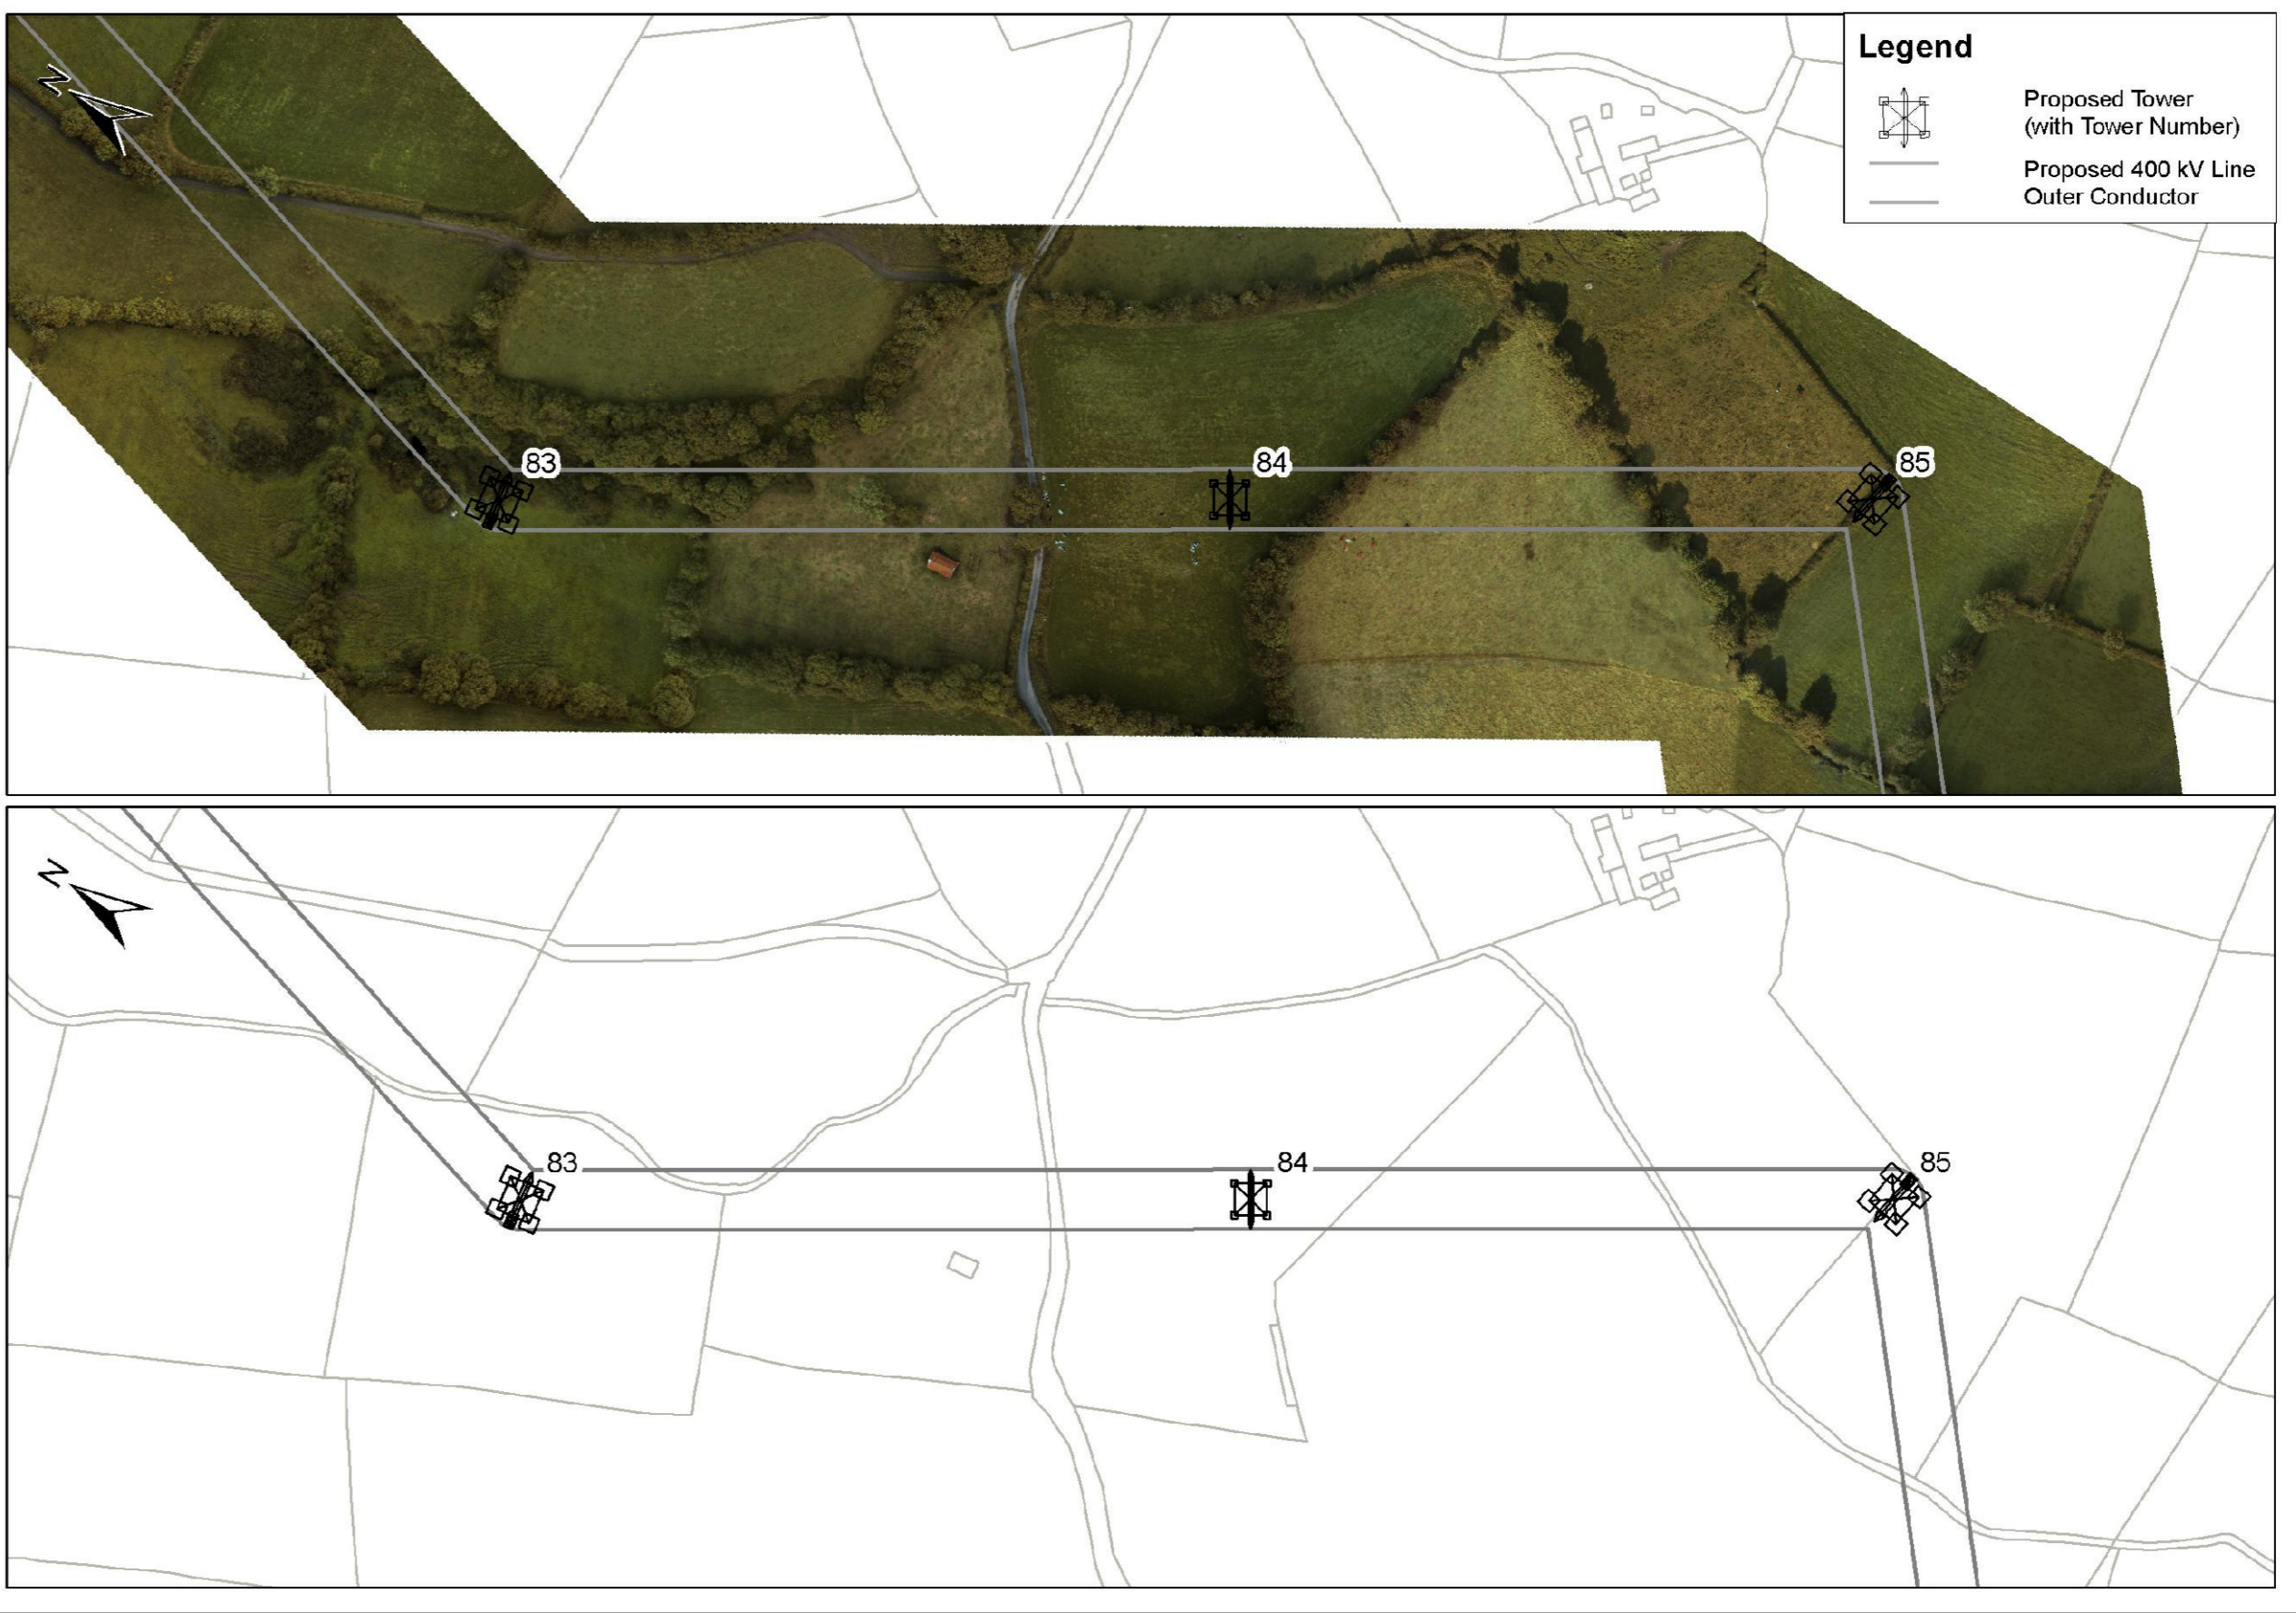 Legend
Proposed Tower
(with Tower Number)
Proposed 400 kV Line
Outer Conductor
N
83
84
85
N
83
84
85